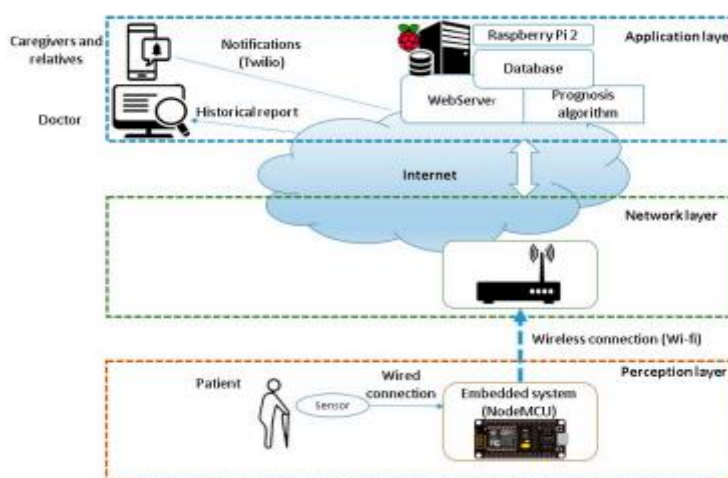 Caregivers and
relatives
Notifications
(Twilio)
Raspberry Pi 2
Application laye
Database
Doctor
Historical report
WebServer
Prognosis
algorithm
Internet
Network layer
Wireless connection (Wi-fi)
Perception layer
Patient
Sensor
Wired
connection
Embedded system
(NodeMCU)